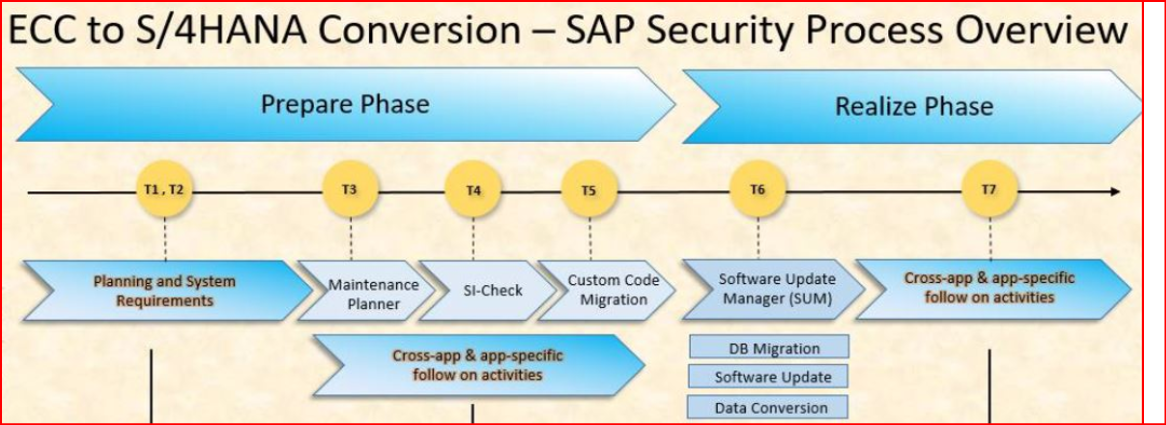 ECC to S/4HANA Conversion – SAP Security Process Overview
Prepare Phase
Realize Phase
T1 , T2
T3
T4
T5
T6
T7
Planning and System
Requirements
Maintenance
Planner
SI-Check
Custom Code
Migration
Software Update
Manager (SUM)
Cross-app & app-specific
follow on activities
Cross-app & app-specific
follow on activities
DB Migration
Software Update
Data Conversion